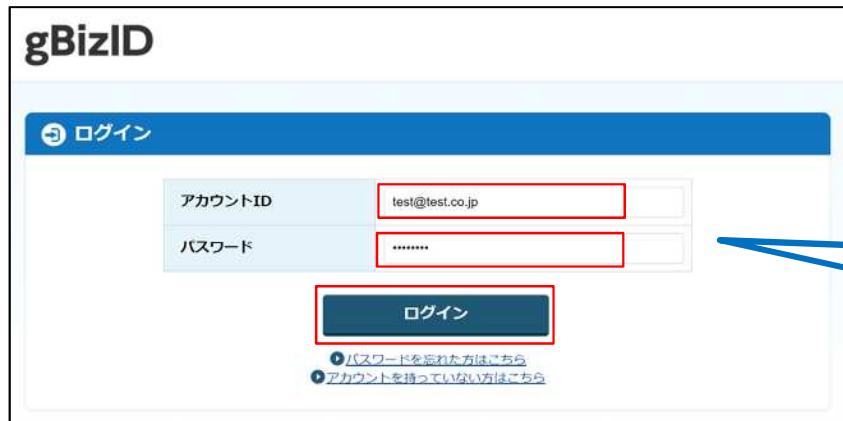 gBizID
ログイン
アカウントID
test@test.co.jp
パスワード
••••••••
ログイン
パスワードを忘れた方はこちら
アカウントを持っていない方はこちら